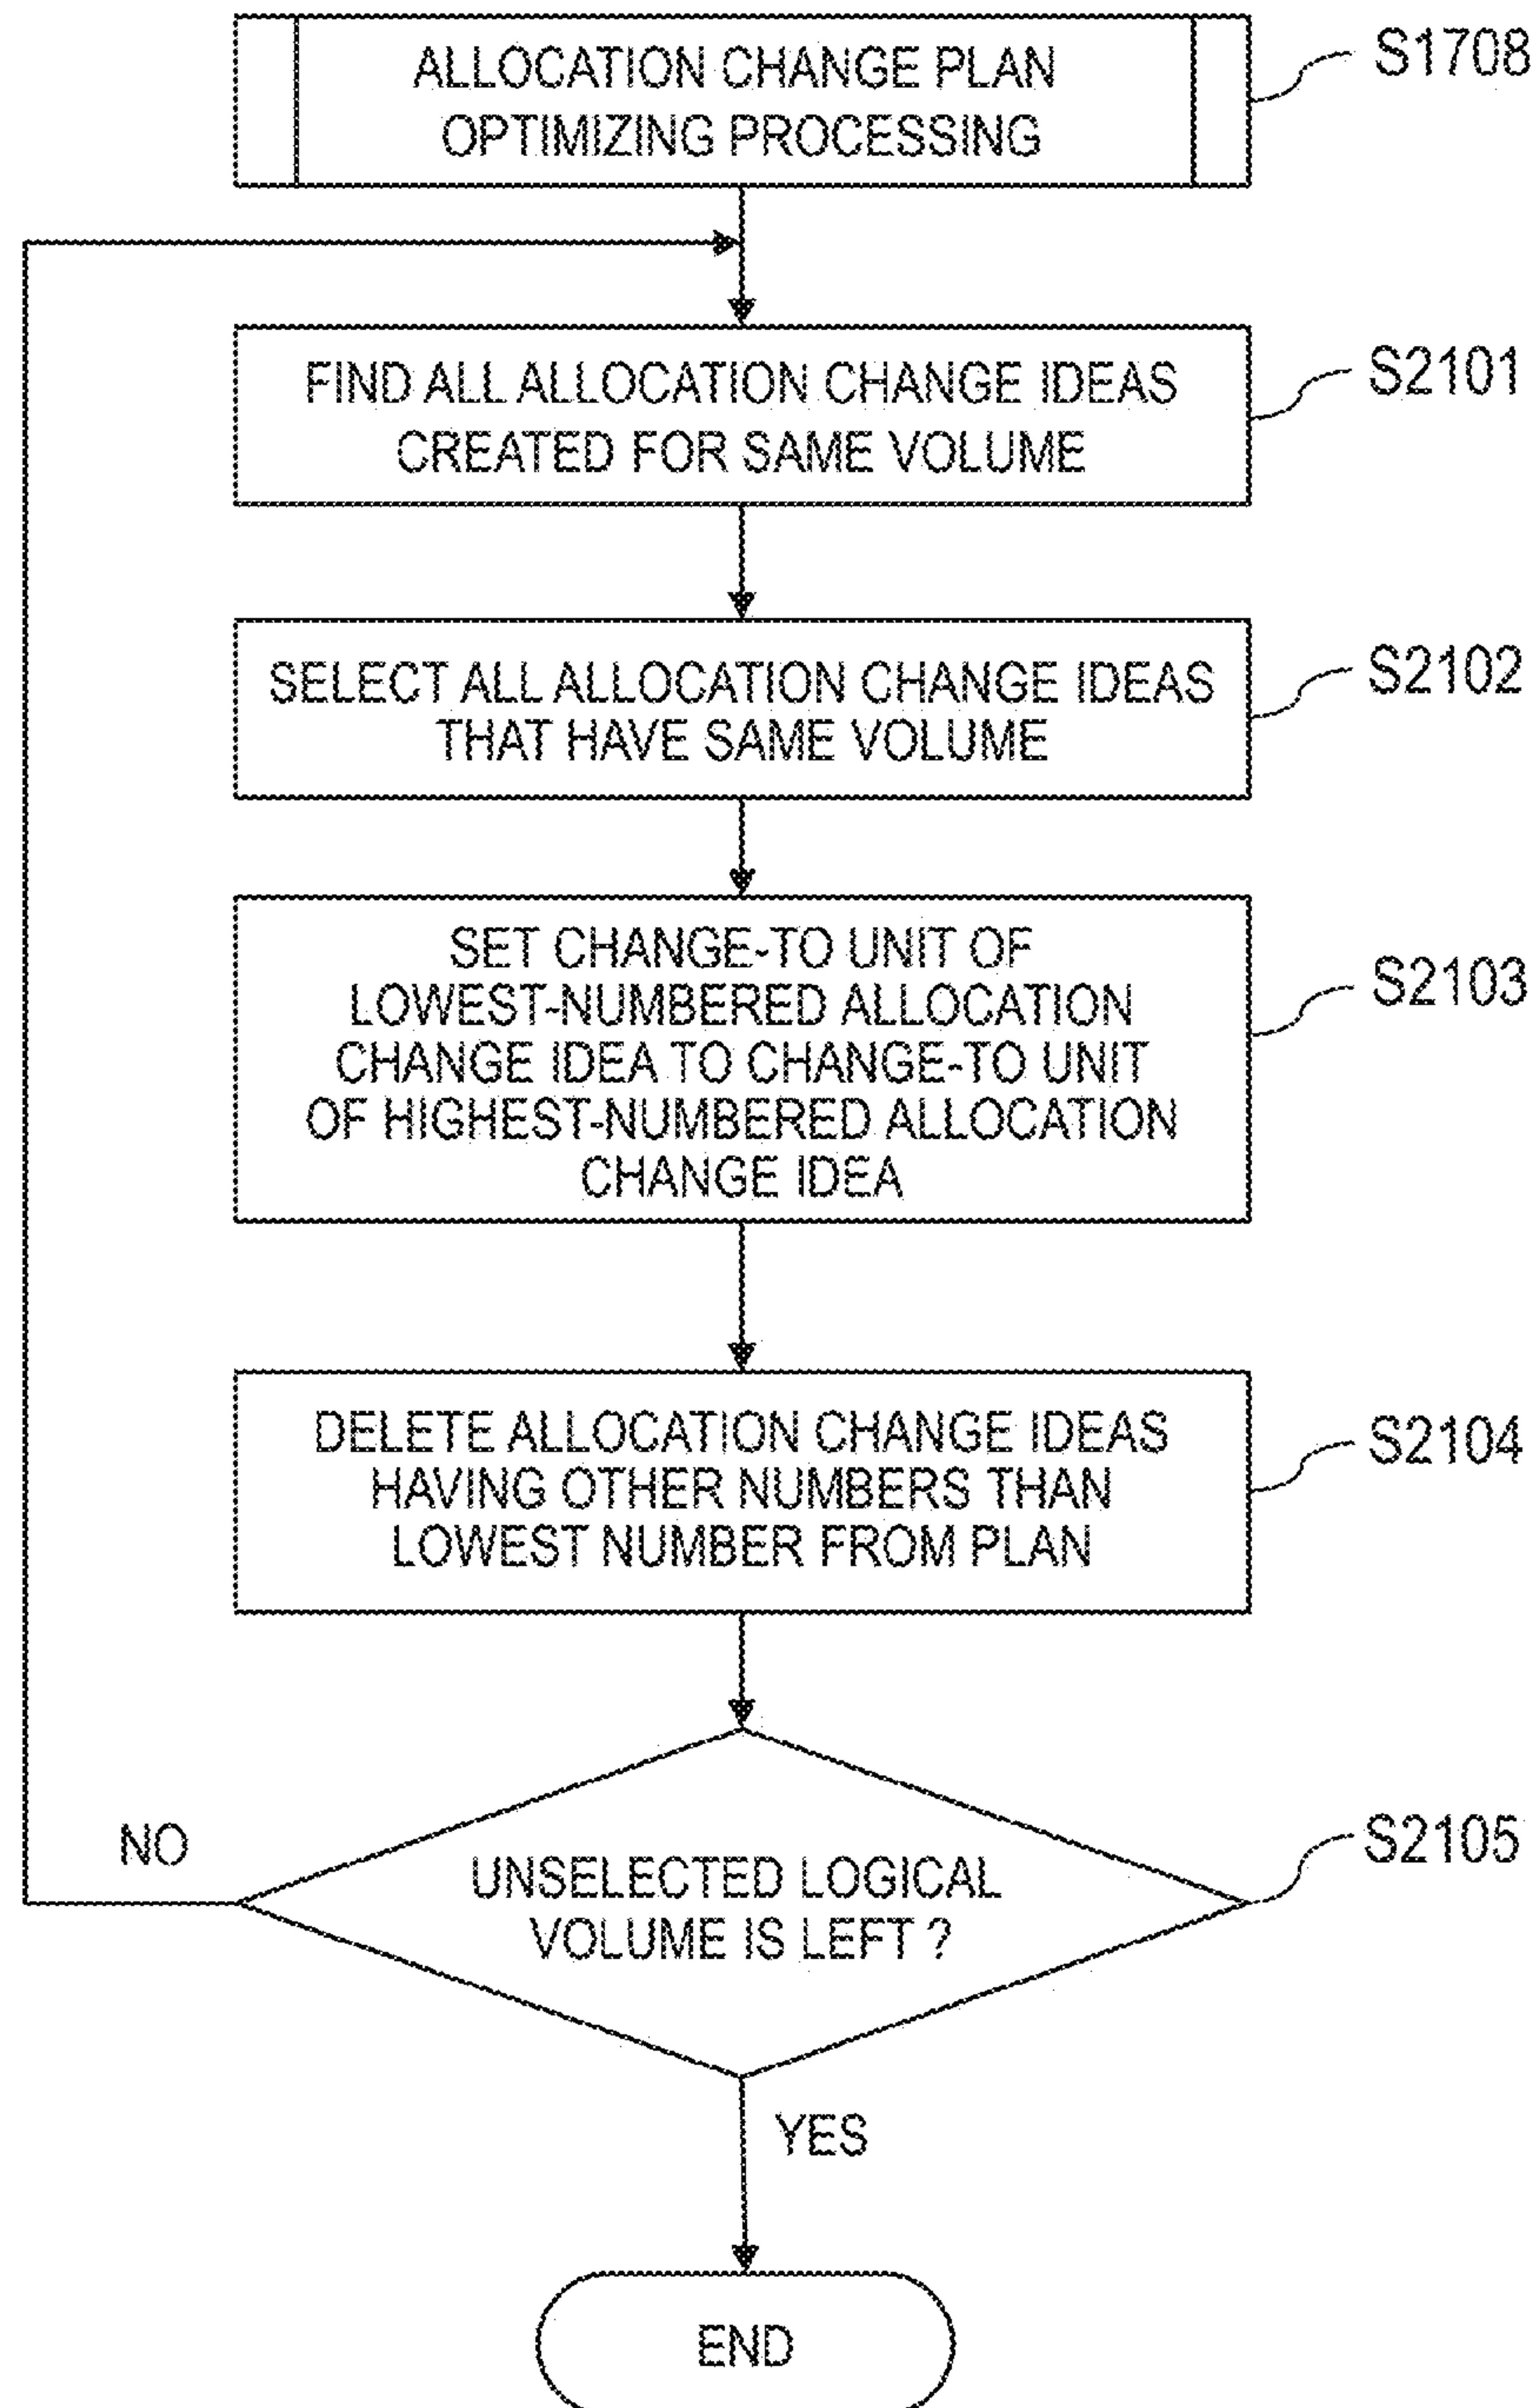 ALLOCATION CHANGE PLAN
OPTIMIZING PROCESSING
S1708
FIND ALL ALLOCATION CHANGE IDEAS
CREATED FOR SAME VOLUME
S2101
SELECT ALL ALLOCATION CHANGE IDEAS
THAT HAVE SAME VOLUME
S2102
SET CHANGE-TO UNIT OF
LOWEST-NUMBERED ALLOCATION
CHANGE IDEA TO CHANGE-TO UNIT
OF HIGHEST-NUMBERED ALLOCATION
CHANGE IDEA
S2103
DELETE ALLOCATION CHANGE IDEAS
HAVING OTHER NUMBERS THAN
LOWEST NUMBER FROM PLAN
S2104
NO
UNSELECTED LOGICAL
VOLUME IS LEFT ?
S2105
YES
END